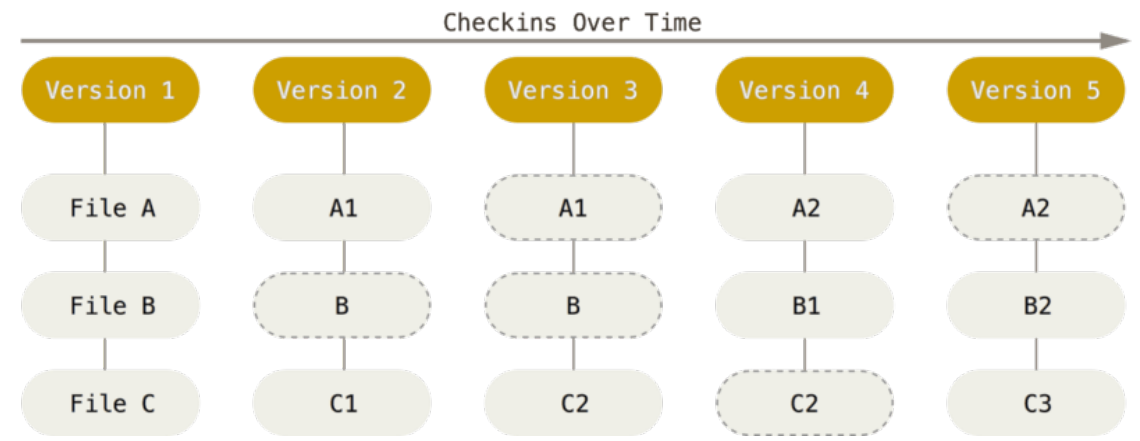 Checkins Over Time
Version 1 Version 2 Version 3 Version 4 Version 5
File A A1 A1 A2 A2
File B B B B1 B2
File C C1 C2 C2 C3